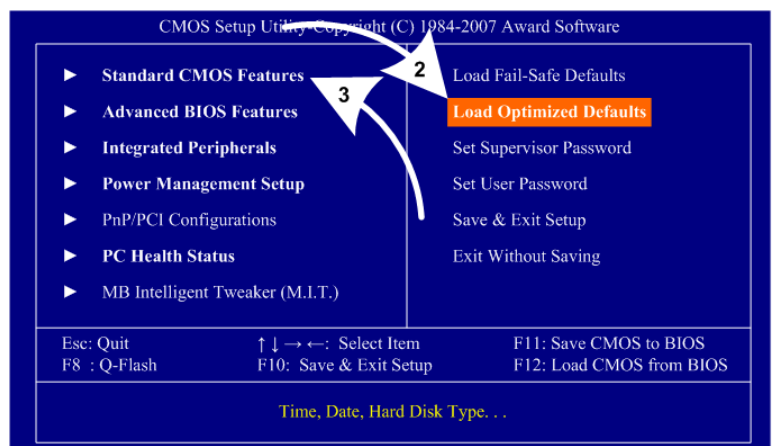 CMOS Setup Utility-Copyright (C) 1984-2007 Award Software
► Standard CMOS Features
► Advanced BIOS Features
► Integrated Peripherals
► Power Management Setup
► PnP/PCI Configurations
► PC Health Status
► MB Intelligent Tweaker (M.I.T.)
2
3
Load Fail-Safe Defaults
Load Optimized Defaults
Set Supervisor Password
Set User Password
Save & Exit Setup
Exit Without Saving
Esc: Quit ↑ ↓ → ←: Select Item F11: Save CMOS to BIOS
F8 : Q-Flash F10: Save & Exit Setup F12: Load CMOS from BIOS
Time, Date, Hard Disk Type. . .